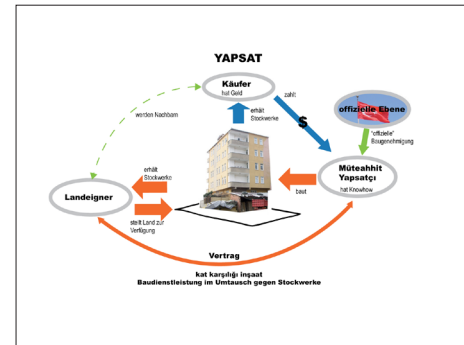 YAPSAT
Käufer
hat Geld
zahlt
offizielle Ebene
erhält
Stockwerke
$
werden Nachbarn
"offizielle"
Baugenehmigung
erhält
Stockwerke
Müteahhit
Yapsatçı
hat Knowhow
baut
Landeigner
stellt Land zur
Verfügung
Vertrag
kat karşılığı inşaat
Baudienstleistung im Umtausch gegen Stockwerke